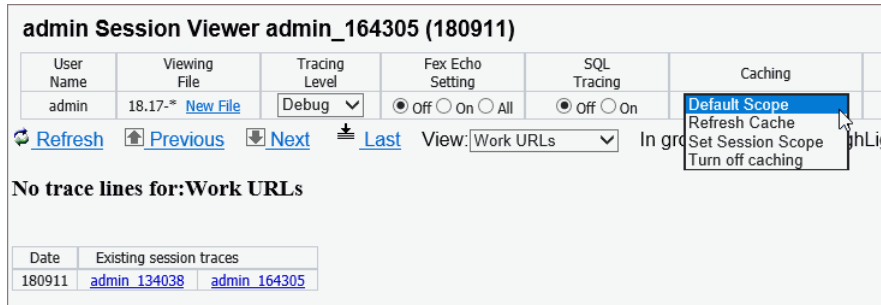 admin Session Viewer admin_164305 (180911)
User Name Viewing File Tracing Level Fex Echo Setting SQL Tracing Caching
admin 18.17-* New File Debug Off On All Off On Default Scope
Refresh Cache
Refresh Previous Next Last View: Work URLs In Set Session Scope
Turn off caching
No trace lines for:Work URLs
Date Existing session traces
180911 admin_134038 admin_164305